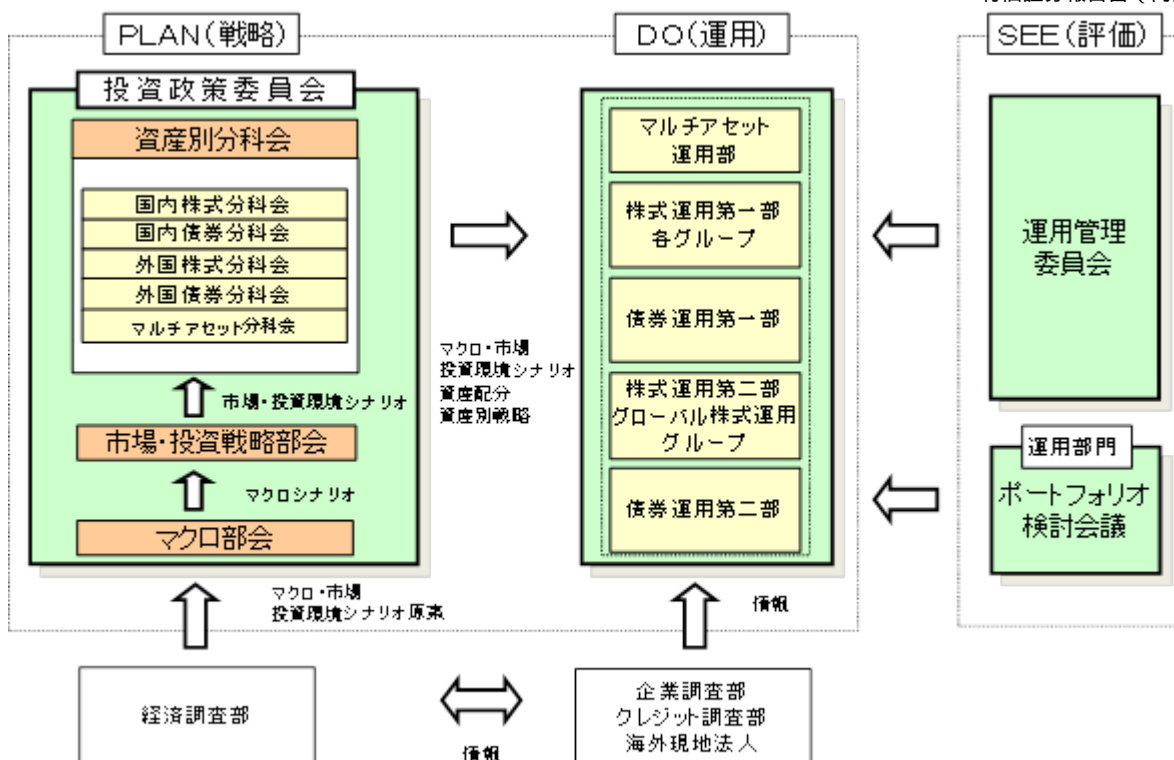 PLAN(戦略)
投資政策委員会
資産別分科会
国内株式分科会
国内債券分科会
外国株式分科会
外国債券分科会
マルチアセット分科会
市場・投資環境シナリオ
市場・投資戦略部会
マクロシナリオ
マクロ部会
マクロ・市場
投資環境シナリオ原案
経済調査部
マクロ・市場
投資環境シナリオ
資産配分
資産別戦略
情報
DO(運用)
マルチアセット
運用部
株式運用第一部
各グループ
債券運用第一部
株式運用第二部
グローバル株式運用
グループ
債券運用第二部
情報
企業調査部
クレジット調査部
海外現地法人
SEE(評価)
運用管理
委員会
運用部門
ポートフォリオ
検討会議